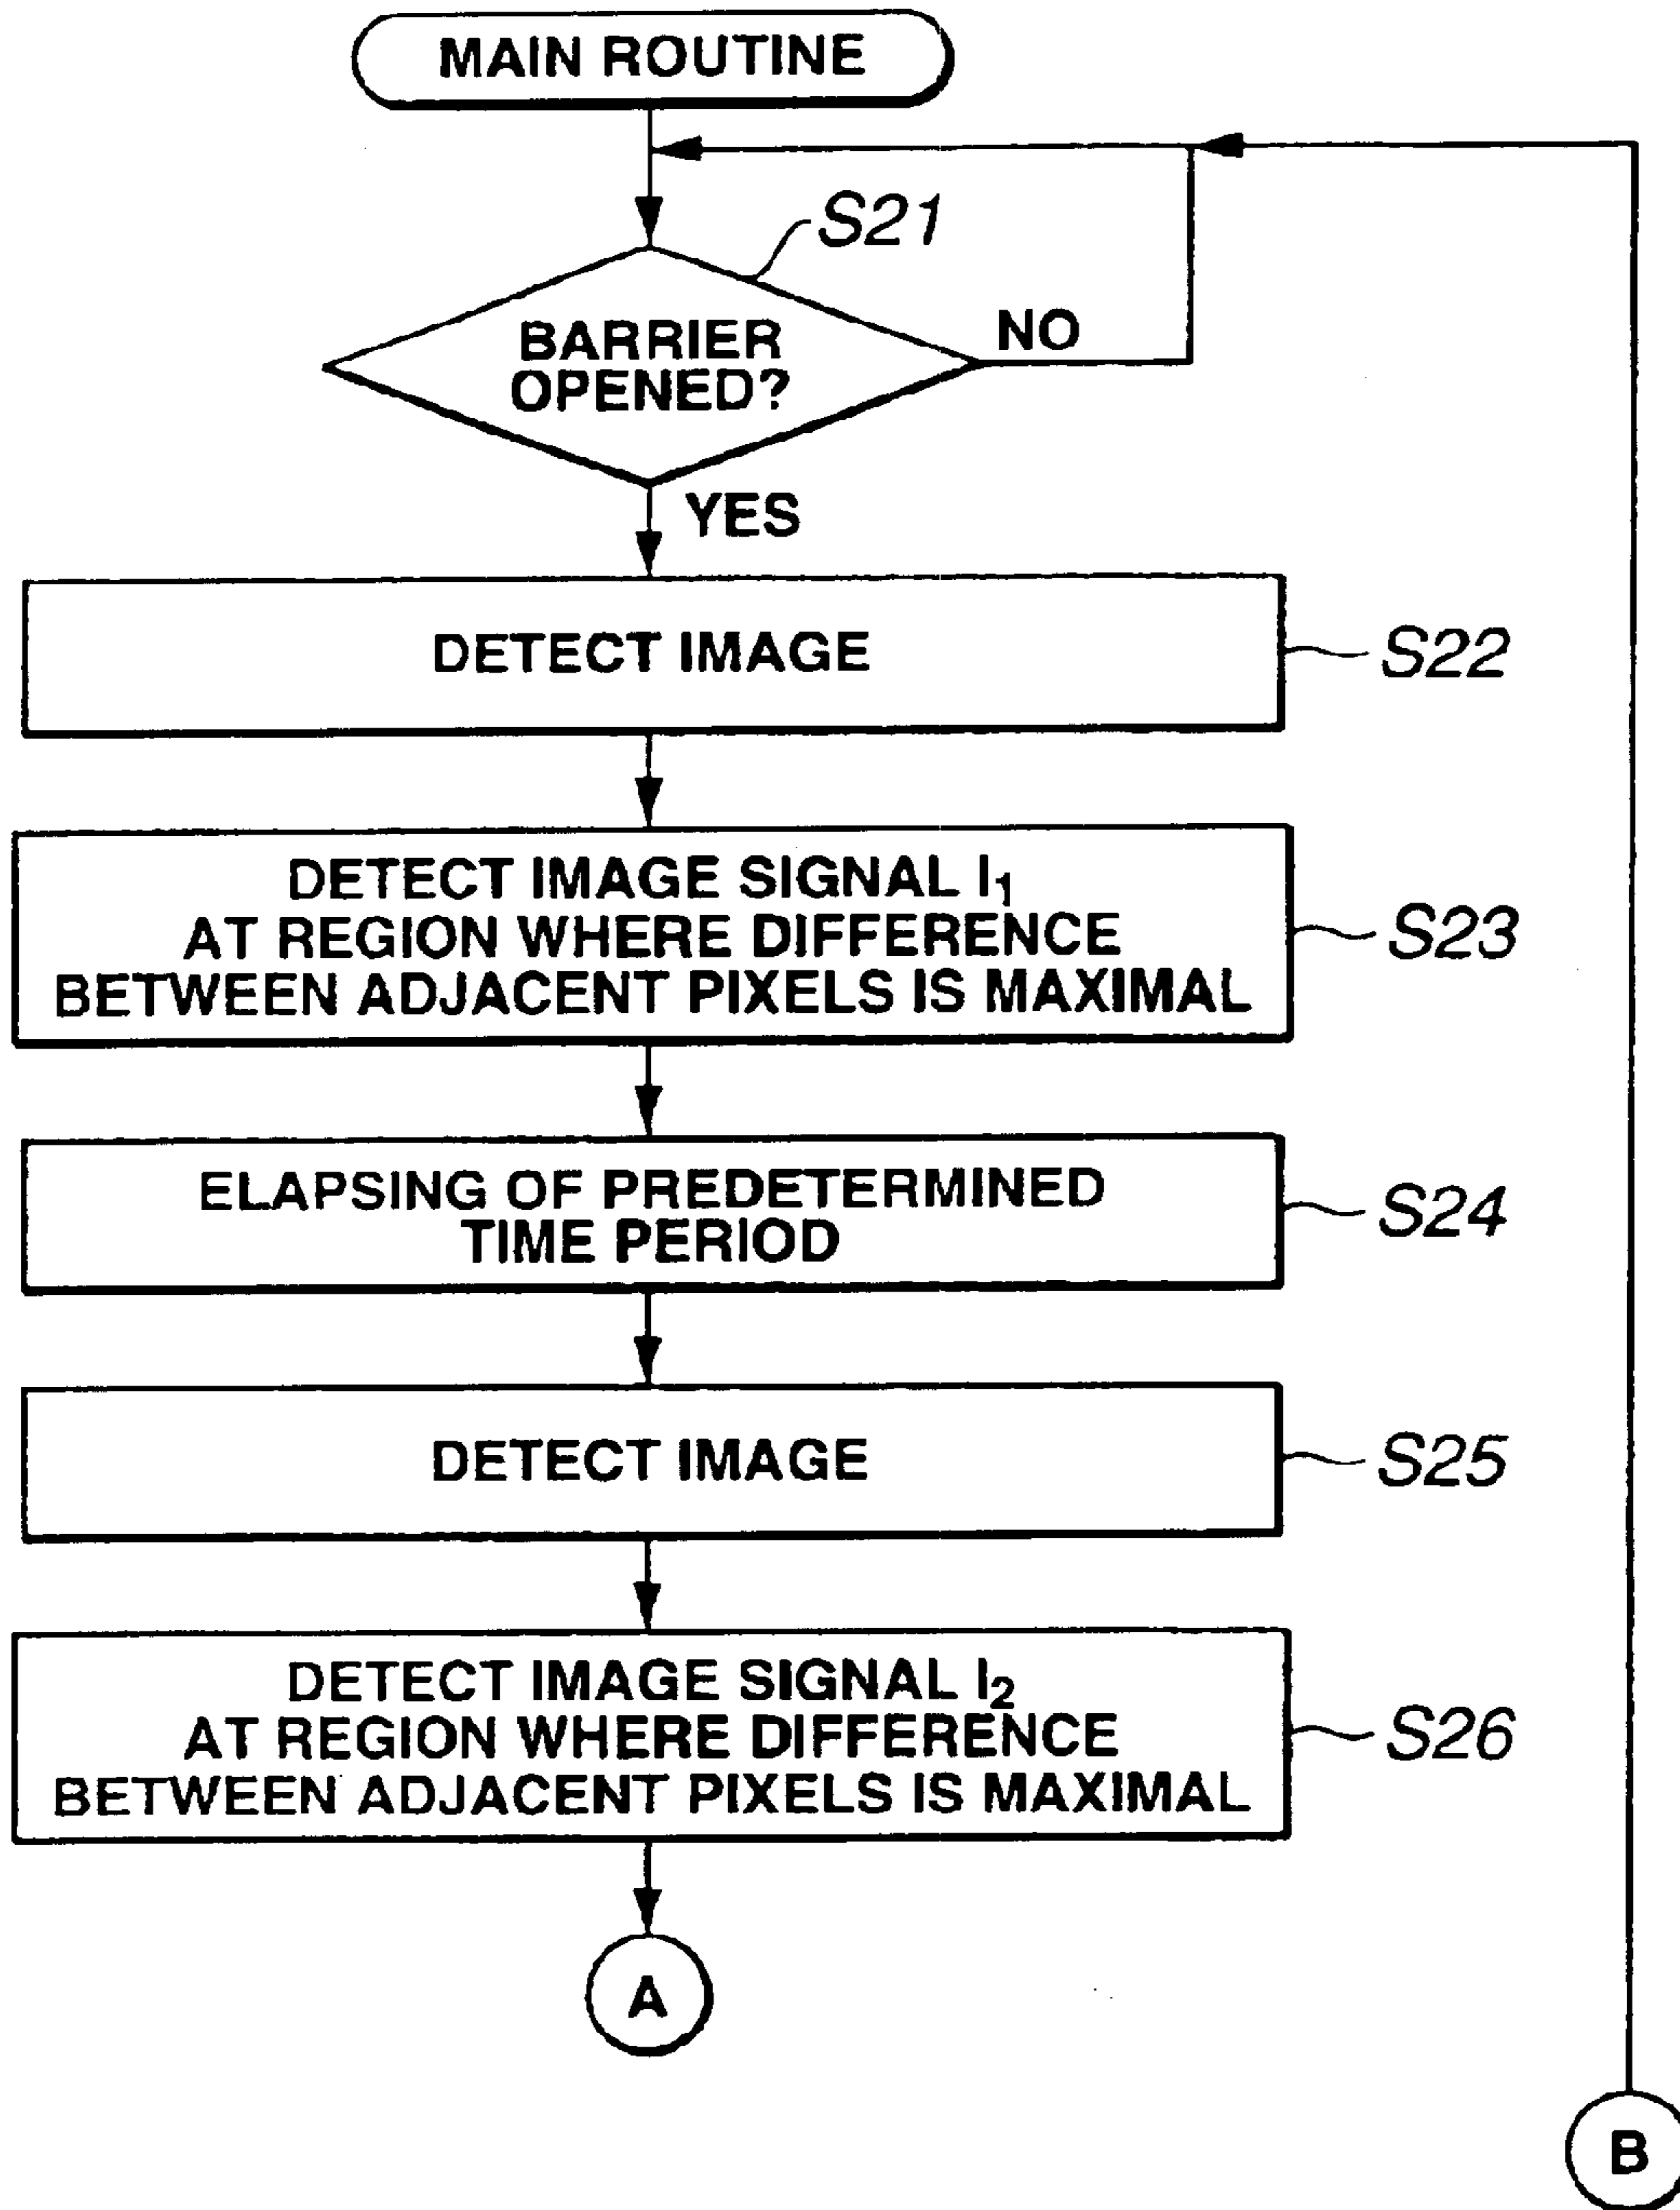 MAIN ROUTINE
S21
BARRIER
OPENED?
NO
YES
DETECT IMAGE
S22
DETECT IMAGE SIGNAL I₁
AT REGION WHERE DIFFERENCE
BETWEEN ADJACENT PIXELS IS MAXIMAL
S23
ELAPSING OF PREDETERMINED
TIME PERIOD
S24
DETECT IMAGE
S25
DETECT IMAGE SIGNAL I₂
AT REGION WHERE DIFFERENCE
BETWEEN ADJACENT PIXELS IS MAXIMAL
S26
A
B